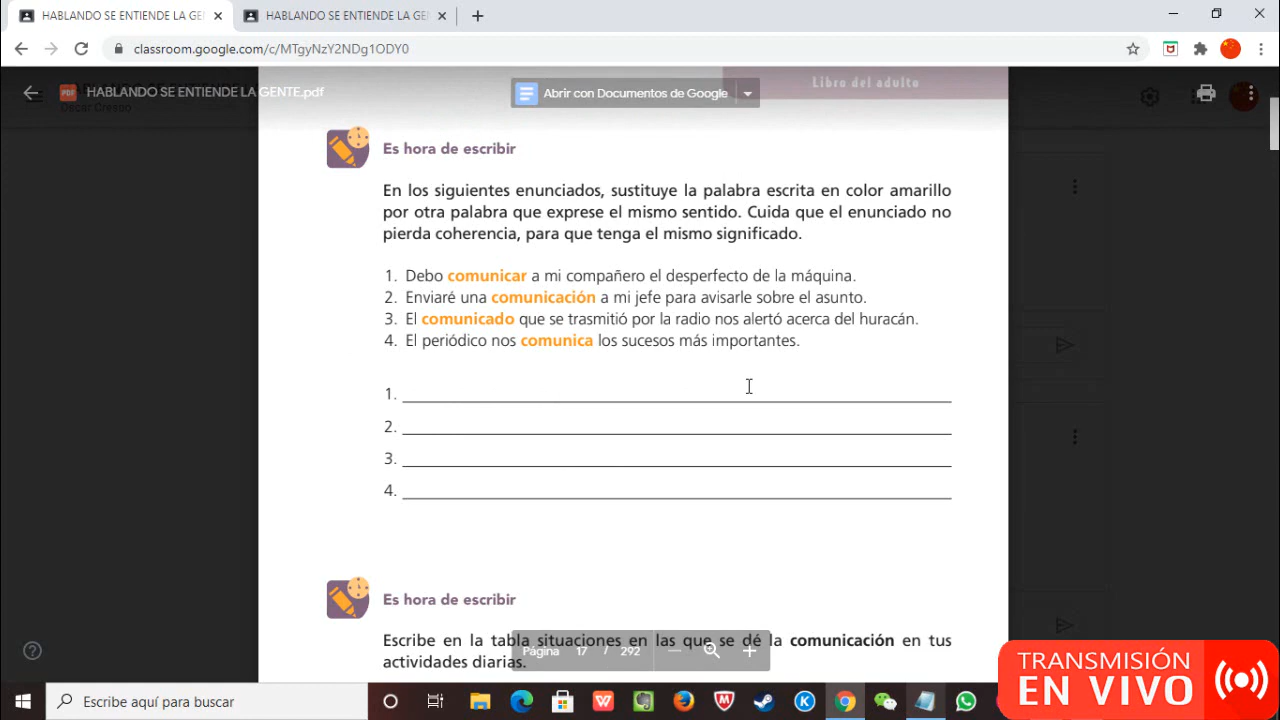 HABLANDO SE ENTIENDE LA GE
HABLANDO SE ENTIENDE LA GE
classroom.google.com/c/MTgyNzY2NDg1ODY0
PDF
HABLANDO SE ENTIENDE LA GENTE.pdf
Oscar Crespo
Abrir con Documentos de Google
Libro del adulto
Es hora de escribir
En los siguientes enunciados, sustituye la palabra escrita en color amarillo
por otra palabra que exprese el mismo sentido. Cuida que el enunciado no
pierda coherencia, para que tenga el mismo significado.
1. Debo comunicar a mi compañero el desperfecto de la máquina.
2. Enviaré una comunicación a mi jefe para avisarle sobre el asunto.
3. El comunicado que se trasmitió por la radio nos alertó acerca del huracán.
4. El periódico nos comunica los sucesos más importantes.
1.
2.
3.
4.
Es hora de escribir
Escribe en la tabla situaciones en las que se dé la comunicación en tus
actividades diarias.
Página 17 / 292
TRANSMISIÓN
EN VIVO
Escribe aquí para buscar